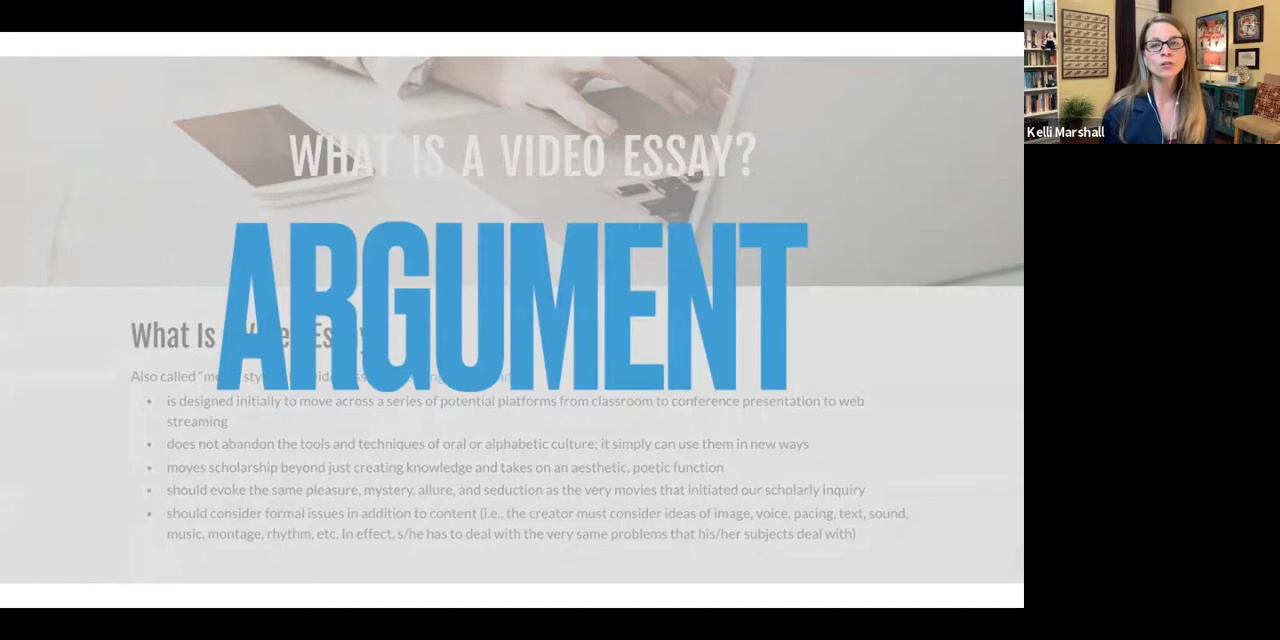 WHAT IS A VIDEO ESSAY?
ARGUMENT
What Is
Also called
• is designed initially to move across a series of potential platforms from classroom to conference presentation to web
streaming
• does not abandon the tools and techniques of oral or alphabetic culture; it simply can use them in new ways
• moves scholarship beyond just creating knowledge and takes on an aesthetic, poetic function
• should evoke the same pleasure, mystery, allure, and seduction as the very movies that initiated our scholarly inquiry
• should consider formal issues in addition to content (i.e., the creator must consider ideas of image, voice, pacing, text, sound,
music, montage, rhythm, etc. In effect, s/he has to deal with the very same problems that his/her subjects deal with)
Kelli Marshall